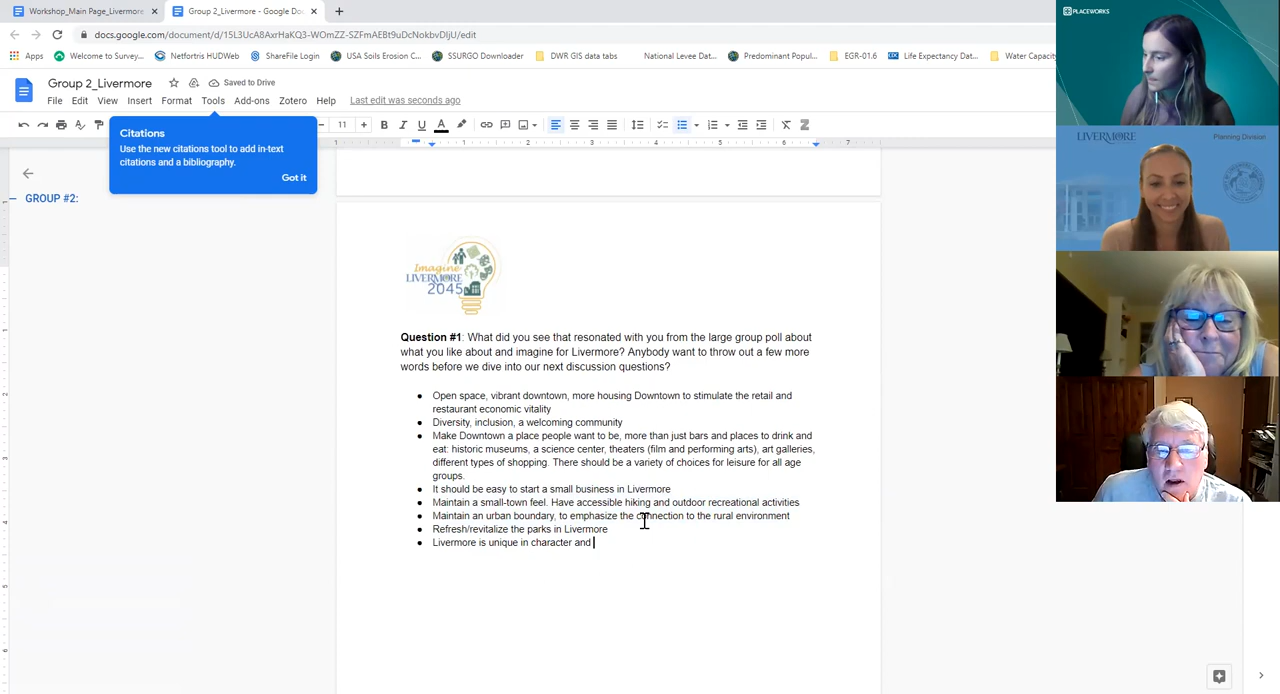 Workshop_Main Page_Livermore
Group 2_Livermore - Google Doc
docs.google.com/document/d/15L3UcA8AxrHaKQ3-WOmZZ-SZFmAEBt9uDcNokbvDIjU/edit
Apps
Welcome to Survey...
Netfortris HUDWeb
ShareFile Login
USA Soils Erosion C...
SSURGO Downloader
DWR GIS data tabs
National Levee Dat...
Predominant Popul...
EGR-01.6
Life Expectancy Dat...
Water Capacity
Group 2_Livermore
Saved to Drive
File Edit View Insert Format Tools Add-ons Zotero Help
Last edit was seconds ago
11
Citations
Use the new citations tool to add in-text
citations and a bibliography.
Got it
GROUP #2:
Imagine
LIVERMORE
2045
Question #1: What did you see that resonated with you from the large group poll about
what you like about and imagine for Livermore? Anybody want to throw out a few more
words before we dive into our next discussion questions?
● Open space, vibrant downtown, more housing Downtown to stimulate the retail and
restaurant economic vitality
● Diversity, inclusion, a welcoming community
● Make Downtown a place people want to be, more than just bars and places to drink and
eat: historic museums, a science center, theaters (film and performing arts), art galleries,
different types of shopping. There should be a variety of choices for leisure for all age
groups.
● It should be easy to start a small business in Livermore
● Maintain a small-town feel. Have accessible hiking and outdoor recreational activities
● Maintain an urban boundary, to emphasize the connection to the rural environment
● Refresh/revitalize the parks in Livermore
● Livermore is unique in character and
PLACEWORKS
LIVERMORE
Planning Division